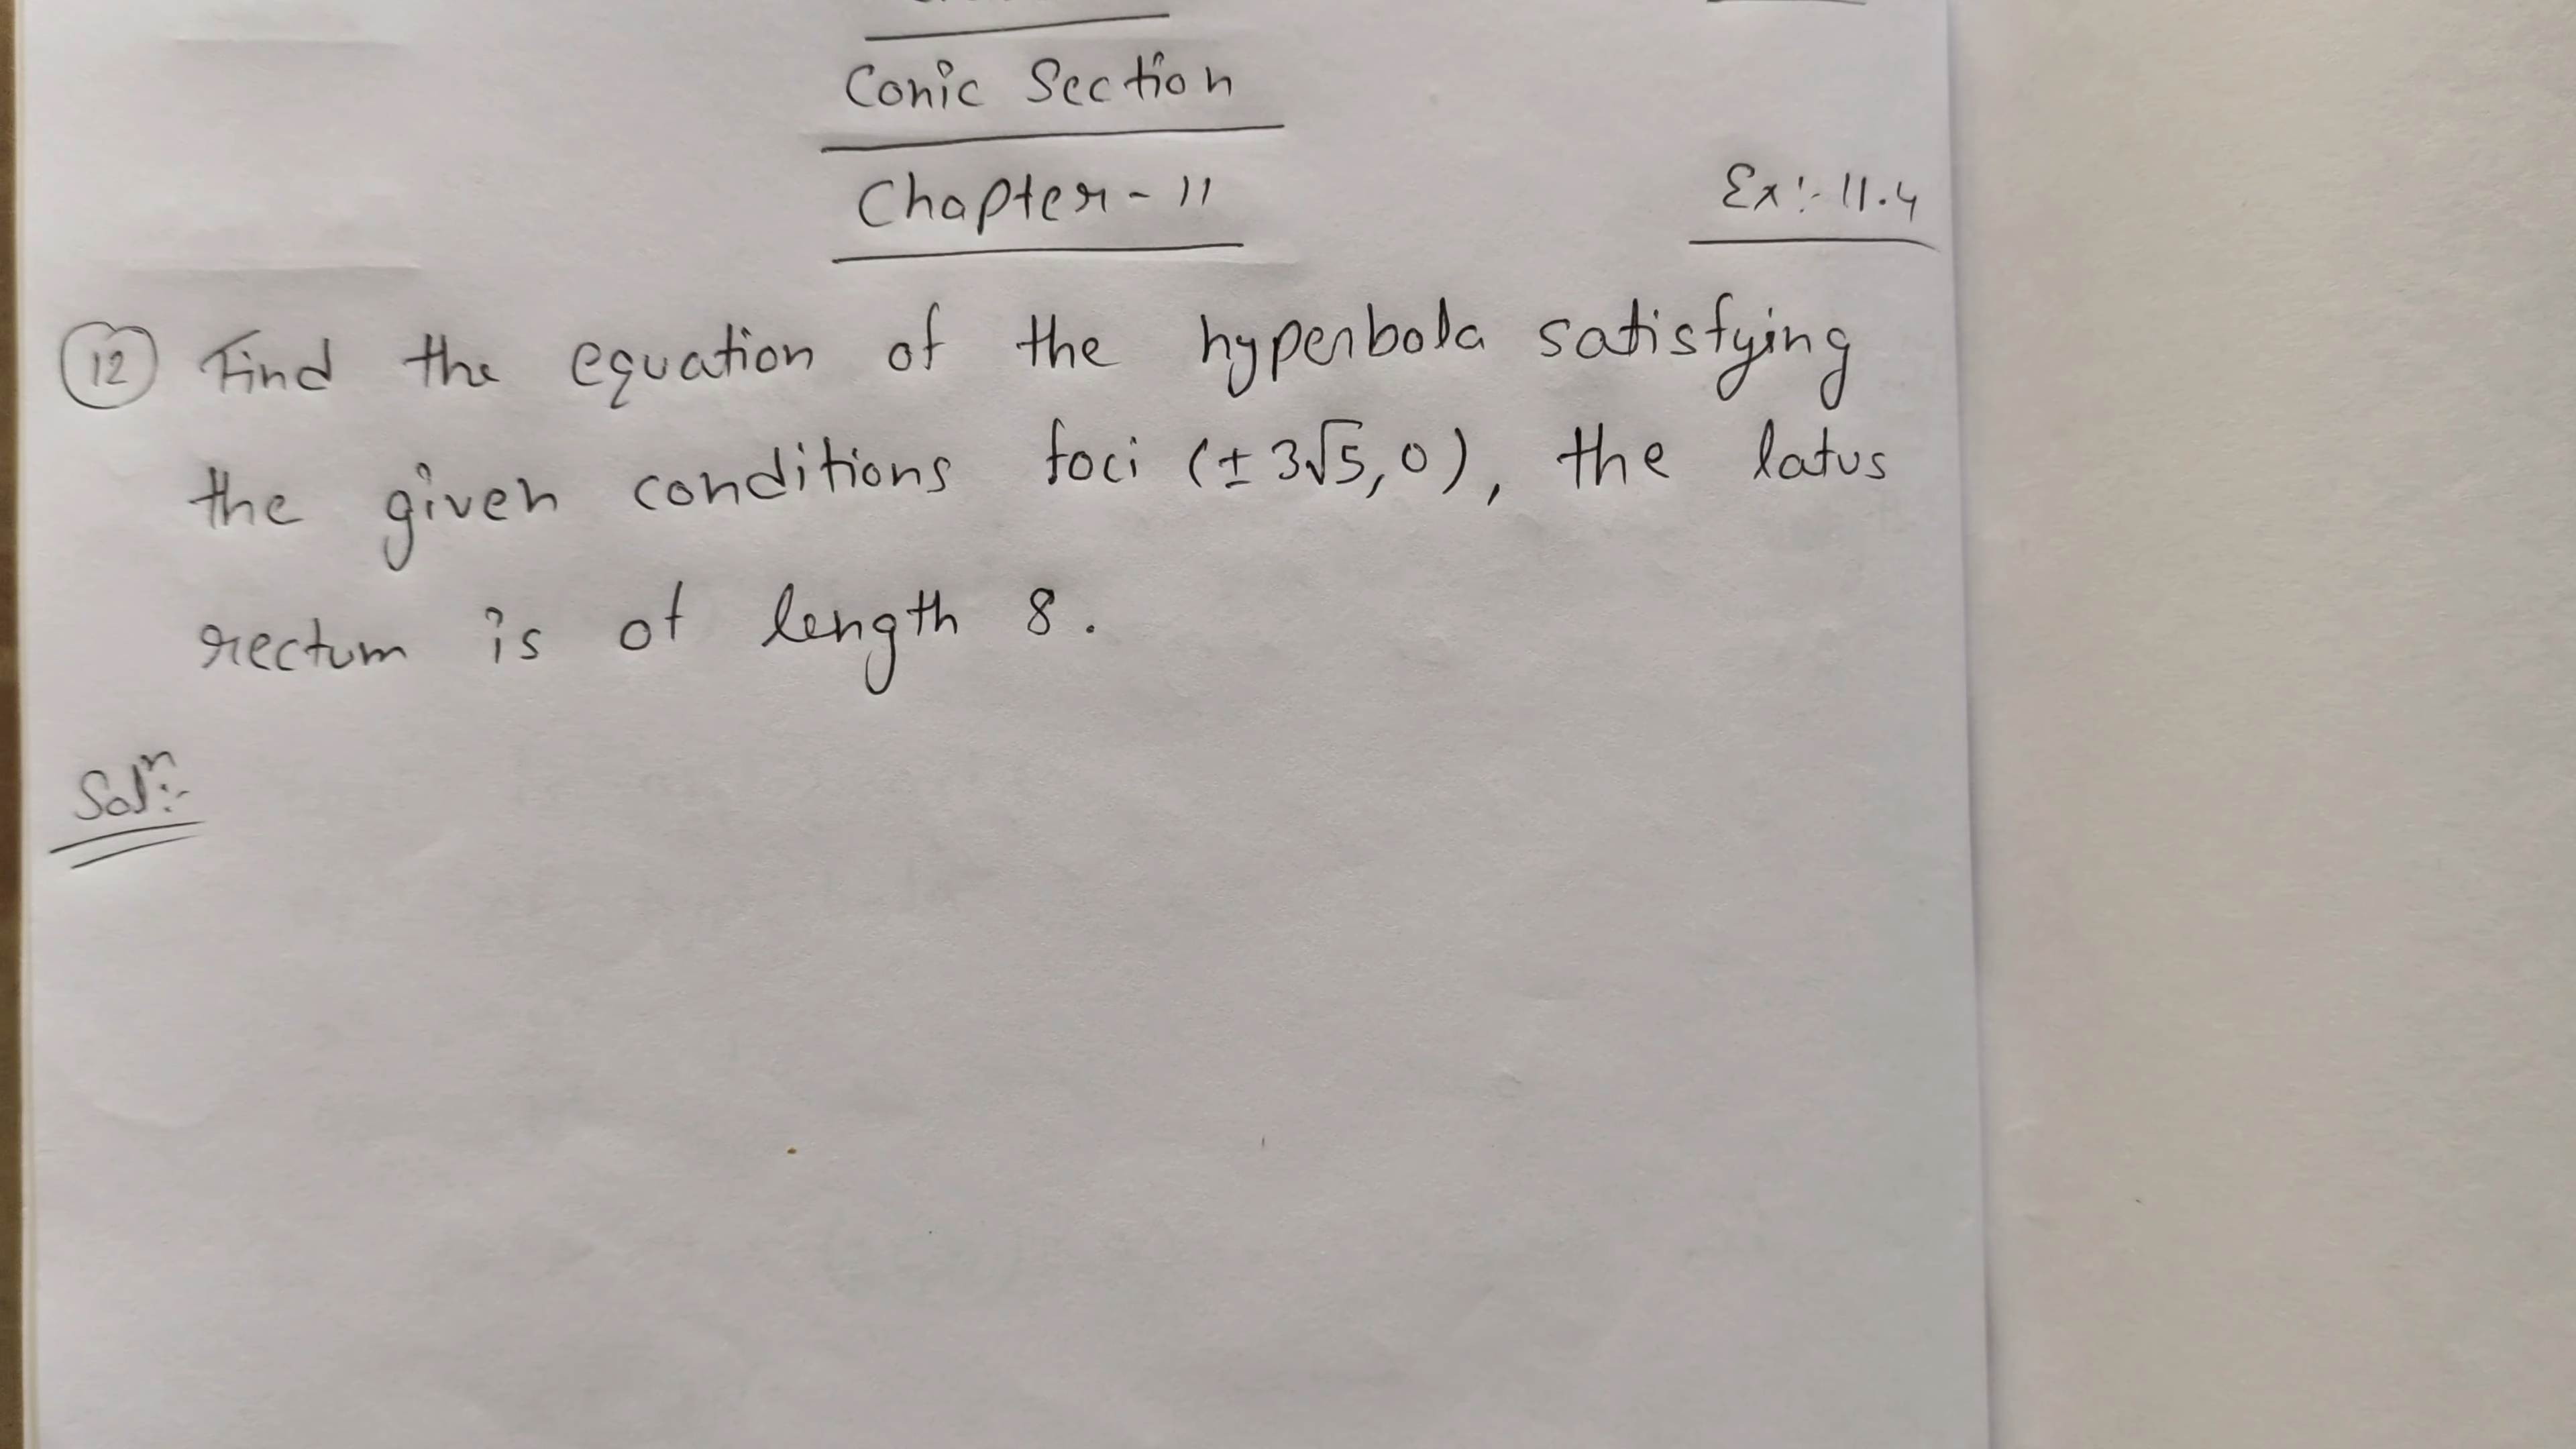 Conic Section
Chapter - 11
Ex:- 11.4
(12) Find the equation of the hyperbola satisfying
the given conditions foci (±3√5, 0), the latus
rectum is of length 8.
Solⁿ:-